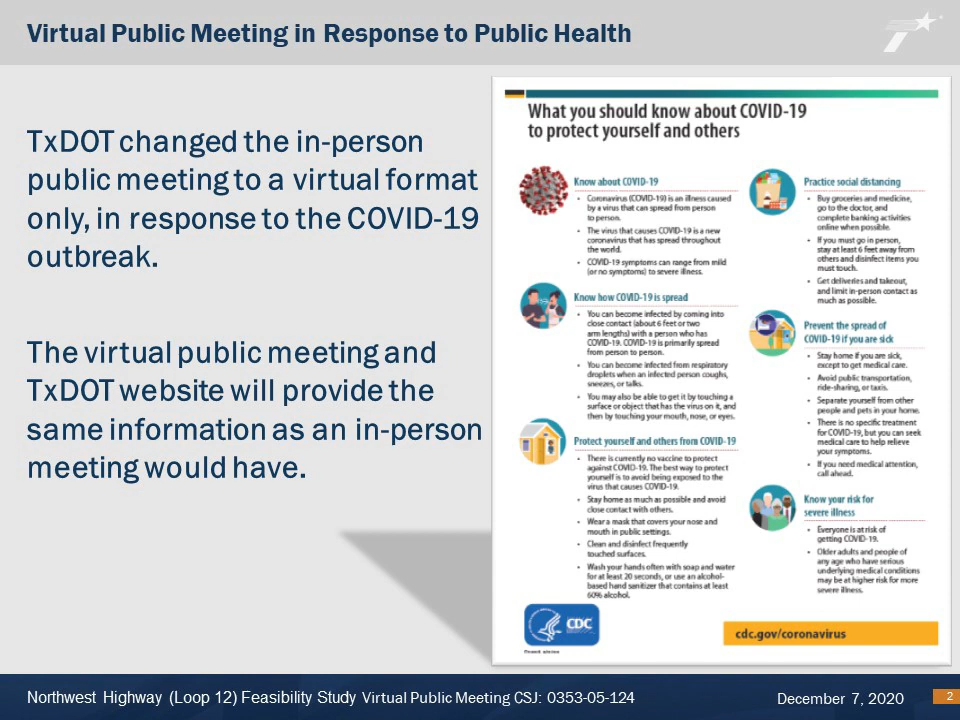 Virtual Public Meeting in Response to Public Health
TxDOT changed the in-person
public meeting to a virtual format
only, in response to the COVID-19
outbreak.
The virtual public meeting and
TxDOT website will provide the
same information as an in-person
meeting would have.
What you should know about COVID-19
to protect yourself and others
Know about COVID-19
• Coronavirus (COVID-19) is an illness caused
by a virus that can spread from person
to person.
• The virus that causes COVID-19 is a new
coronavirus that has spread throughout
the world.
• COVID-19 symptoms can range from mild
(or no symptoms) to severe illness.
Know how COVID-19 is spread
• You can become infected by coming into
close contact (about 6 feet or two
arm lengths) with a person who has
COVID-19. COVID-19 is primarily spread
from person to person.
• You can become infected from respiratory
droplets when an infected person coughs,
sneezes, or talks.
• You may also be able to get it by touching a
surface or object that has the virus on it, and
then by touching your mouth, nose, or eyes.
Protect yourself and others from COVID-19
• There is currently no vaccine to protect
against COVID-19. The best way to protect
yourself is to avoid being exposed to the
virus that causes COVID-19.
• Stay home as much as possible and avoid
close contact with others.
• Wear a mask that covers your nose and
mouth in public settings.
• Clean and disinfect frequently
touched surfaces.
• Wash your hands often with soap and water
for at least 20 seconds, or use an alcohol-
based hand sanitizer that contains at least
60% alcohol.
Practice social distancing
• Buy groceries and medicine,
go to the doctor, and
complete banking activities
online when possible.
• If you must go in person,
stay at least 6 feet away from
others and disinfect items you
must touch.
• Get deliveries and takeout,
and limit in-person contact as
much as possible.
Prevent the spread of
COVID-19 if you are sick
• Stay home if you are sick,
except to get medical care.
• Avoid public transportation,
ride-sharing, or taxis.
• Separate yourself from other
people and pets in your home.
• There is no specific treatment
for COVID-19, but you can seek
medical care to help relieve
your symptoms.
• If you need medical attention,
call ahead.
Know your risk for
severe illness
• Everyone is at risk of
getting COVID-19.
• Older adults and people of
any age who have serious
underlying medical conditions
may be at higher risk for more
severe illness.
CDC
cdc.gov/coronavirus
Northwest Highway (Loop 12) Feasibility Study Virtual Public Meeting CSJ: 0353-05-124
December 7, 2020
2